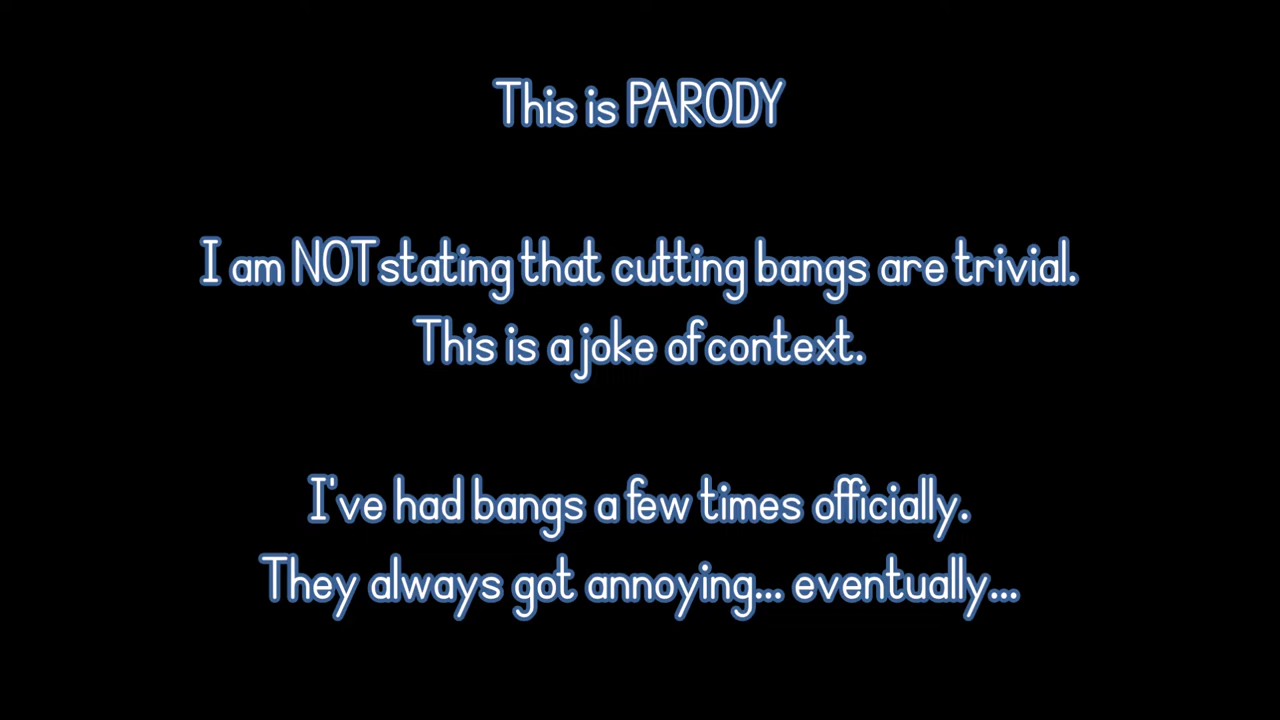 This is PARODY
I am NOT stating that cutting bangs are trivial.
This is a joke of context.
I've had bangs a few times officially.
They always got annoying... eventually...